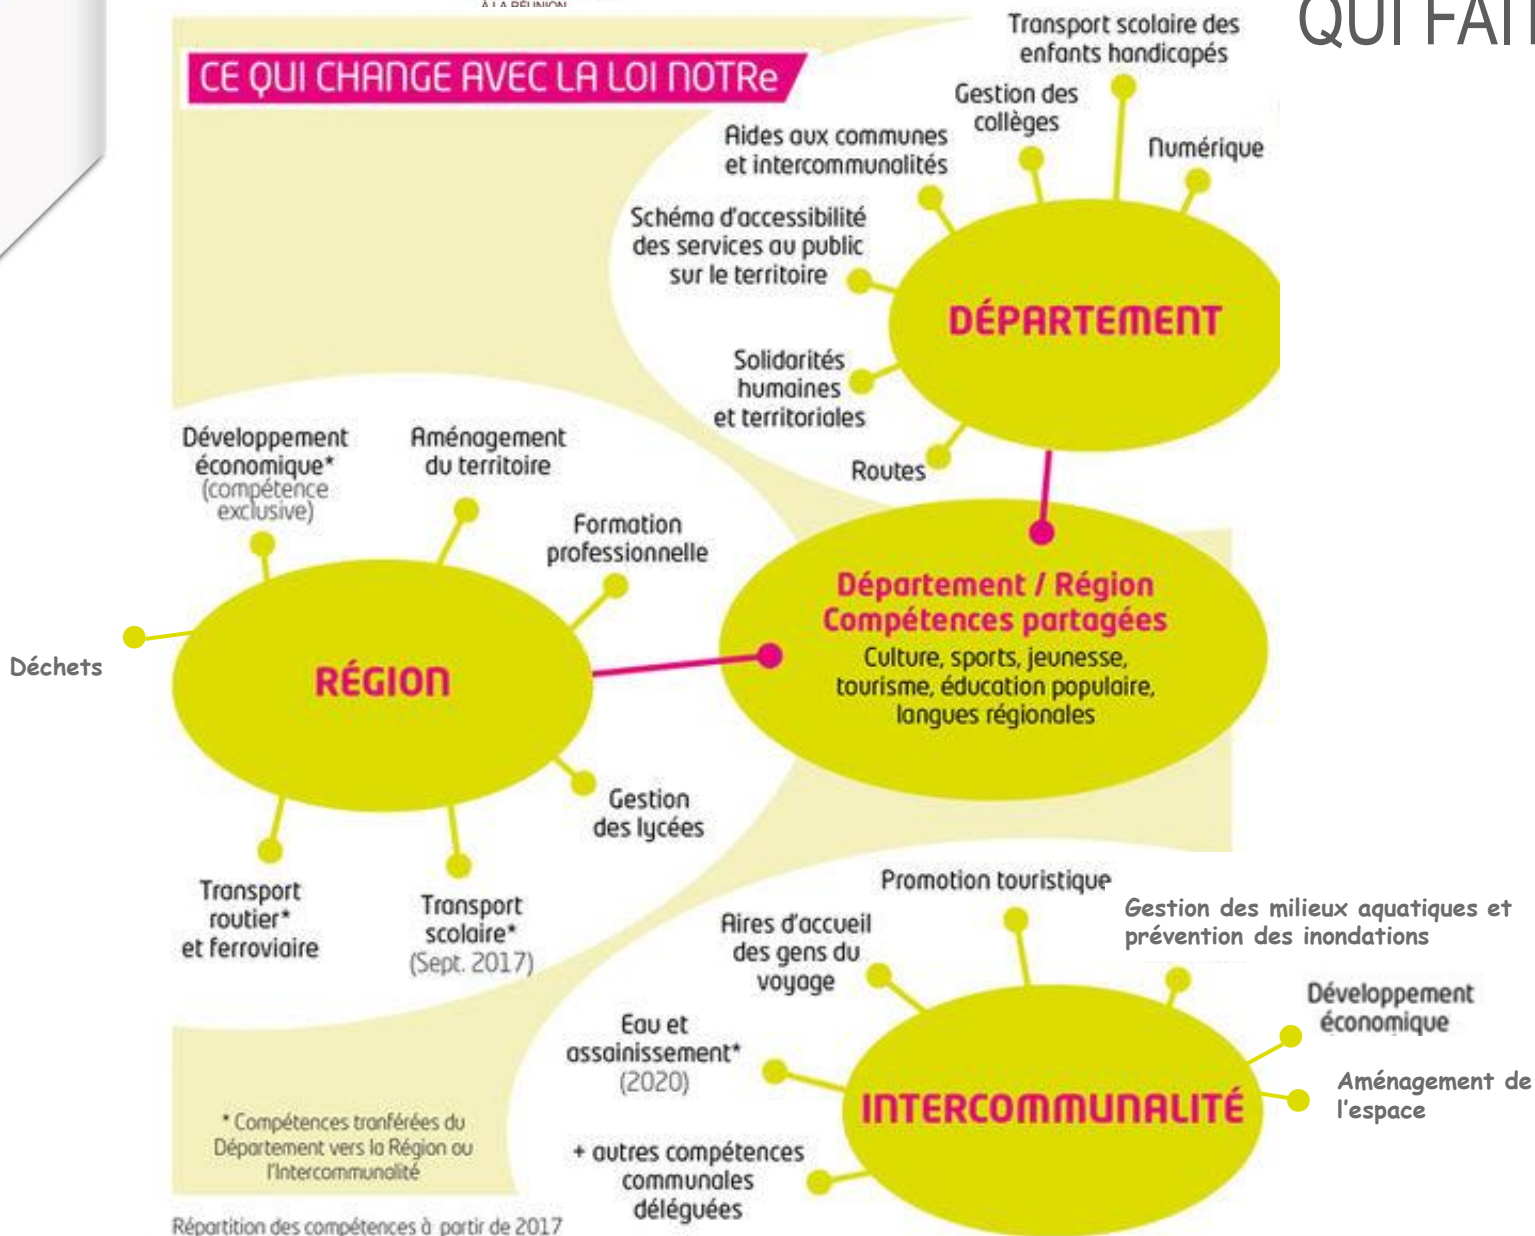 À LA RÉUNION
QUI FAIT
CE QUI CHANGE AVEC LA LOI NOTRe
Transport scolaire des
enfants handicapés
Gestion des
collèges
Numérique
Aides aux communes
et intercommunalités
Schéma d'accessibilité
des services au public
sur le territoire
DÉPARTEMENT
Solidarités
humaines
et territoriales
Routes
Développement
économique*
(compétence
exclusive)
Aménagement
du territoire
Formation
professionnelle
Déchets
RÉGION
Département / Région
Compétences partagées
Culture, sports, jeunesse,
tourisme, éducation populaire,
langues régionales
Gestion
des lycées
Transport
routier*
et ferroviaire
Transport
scolaire*
(Sept. 2017)
Promotion touristique
Aires d'accueil
des gens du
voyage
Gestion des milieux aquatiques et
prévention des inondations
Développement
économique
Eau et
assainissement*
(2020)
Aménagement de
l'espace
INTERCOMMUNALITÉ
+ autres compétences
communales
déléguées
* Compétences tranférées du
Département vers la Région ou
l'Intercommunalité
Répartition des compétences à partir de 2017